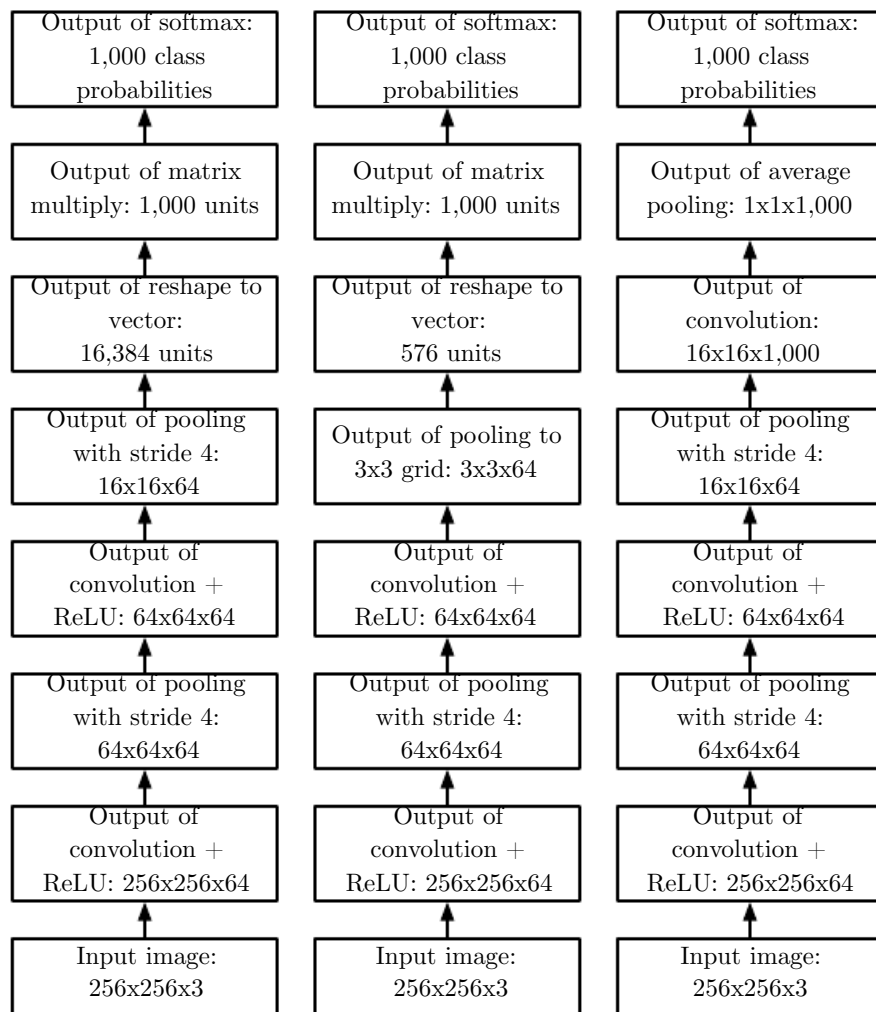 Output of softmax:
1,000 class
probabilities
Output of matrix
multiply: 1,000 units
Output of reshape to
vector:
16,384 units
Output of pooling
with stride 4:
16x16x64
Output of
convolution +
ReLU: 64x64x64
Output of pooling
with stride 4:
64x64x64
Output of
convolution +
ReLU: 256x256x64
Input image:
256x256x3
Output of softmax:
1,000 class
probabilities
Output of matrix
multiply: 1,000 units
Output of reshape to
vector:
576 units
Output of pooling to
3x3 grid: 3x3x64
Output of
convolution +
ReLU: 64x64x64
Output of pooling
with stride 4:
64x64x64
Output of
convolution +
ReLU: 256x256x64
Input image:
256x256x3
Output of softmax:
1,000 class
probabilities
Output of average
pooling: 1x1x1,000
Output of
convolution:
16x16x1,000
Output of pooling
with stride 4:
16x16x64
Output of
convolution +
ReLU: 64x64x64
Output of pooling
with stride 4:
64x64x64
Output of
convolution +
ReLU: 256x256x64
Input image:
256x256x3